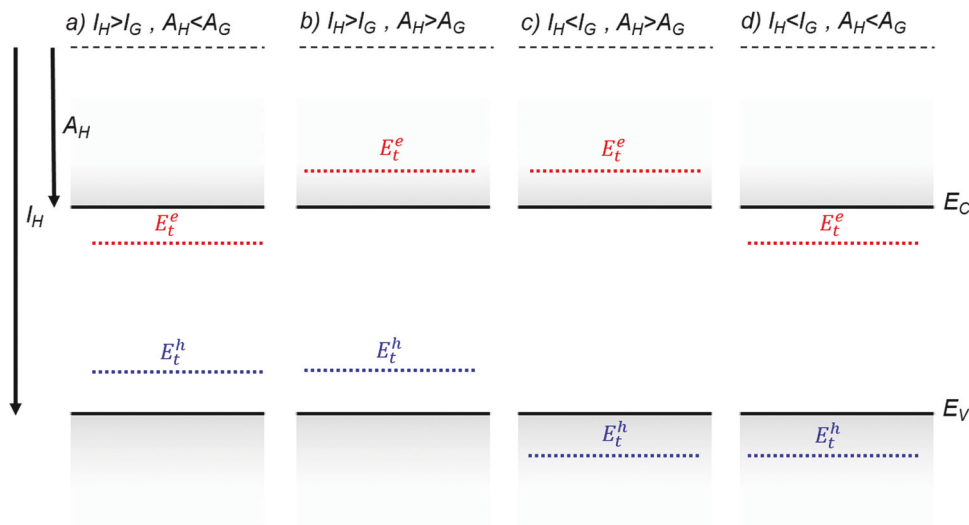 a) I_H>I_G , A_H<A_G
b) I_H>I_G , A_H>A_G
c) I_H<I_G , A_H>A_G
d) I_H<I_G , A_H<A_G
A_H
I_H
E_t^e
E_t^e
E_t^e
E_t^e
E_C
E_t^h
E_t^h
E_t^h
E_t^h
E_V